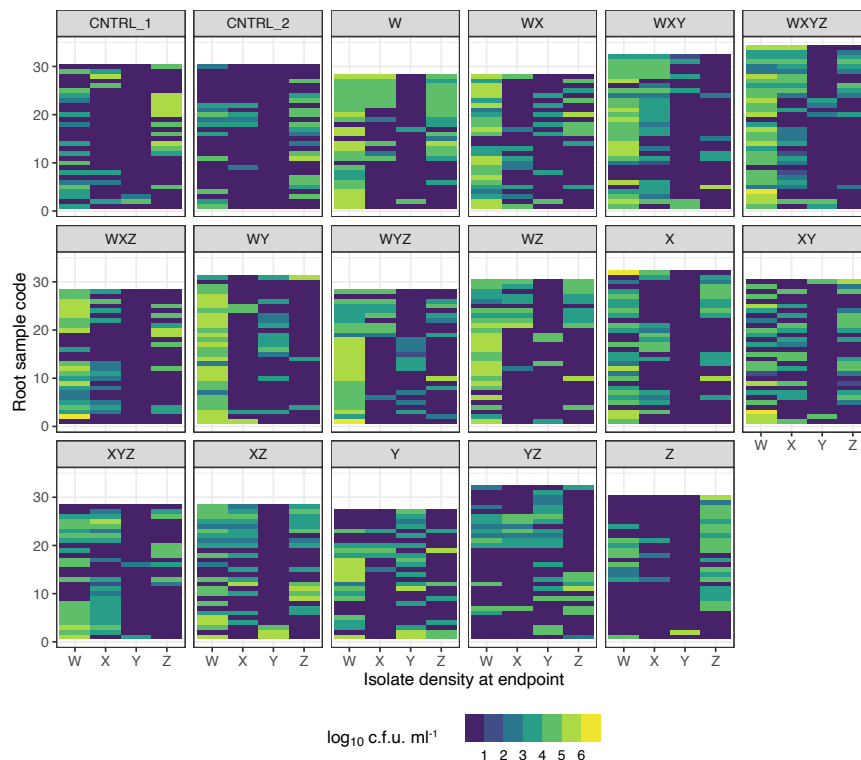 CNTRL_1 CNTRL_2 W WX WXY WXYZ
30
20
10
0
WXZ WY WYZ WZ X XY
Root sample code
30
20
10
0
W X Y Z
XYZ XZ Y YZ Z
30
20
10
0
W X Y Z W X Y Z W X Y Z W X Y Z W X Y Z
Isolate density at endpoint
log10 c.f.u. ml-1
1 2 3 4 5 6